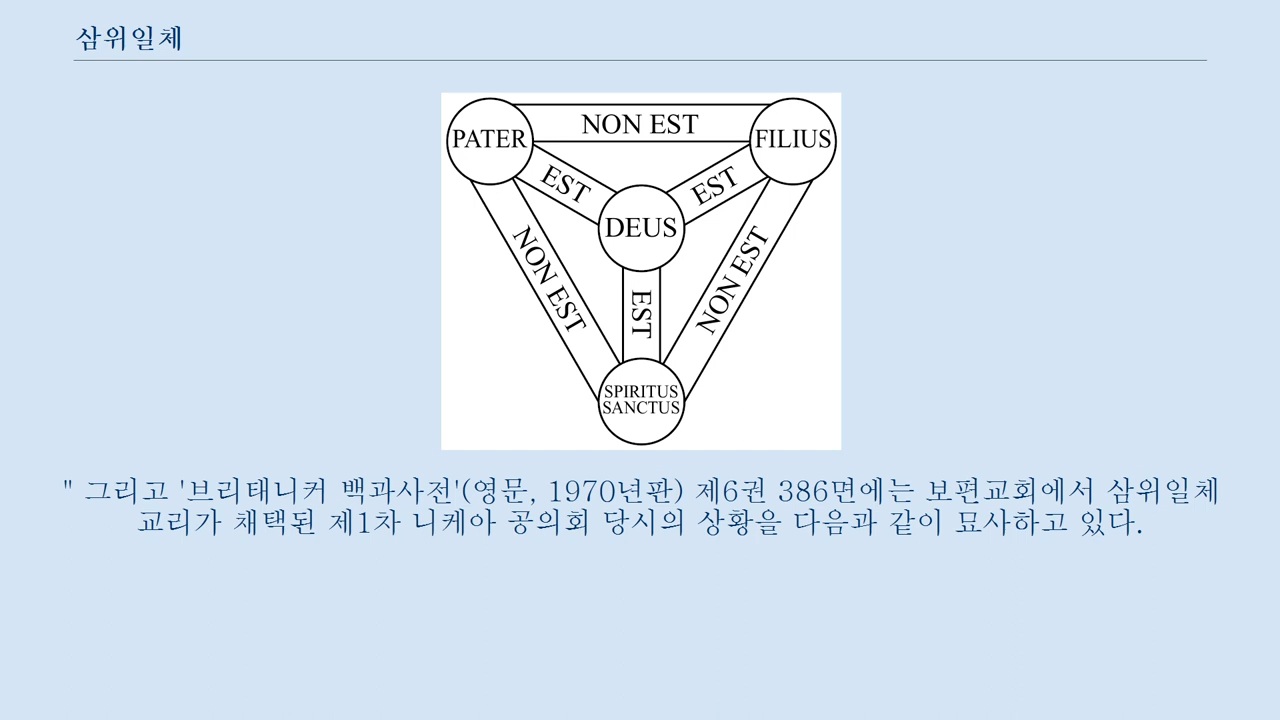 삼위일체
PATER
NON EST
FILIUS
EST
EST
DEUS
NON EST
EST
NON EST
SPIRITUS
SANCTUS
" 그리고 '브리태니커 백과사전'(영문, 1970년판) 제6권 386면에는 보편교회에서 삼위일체
교리가 채택된 제1차 니케아 공의회 당시의 상황을 다음과 같이 묘사하고 있다.